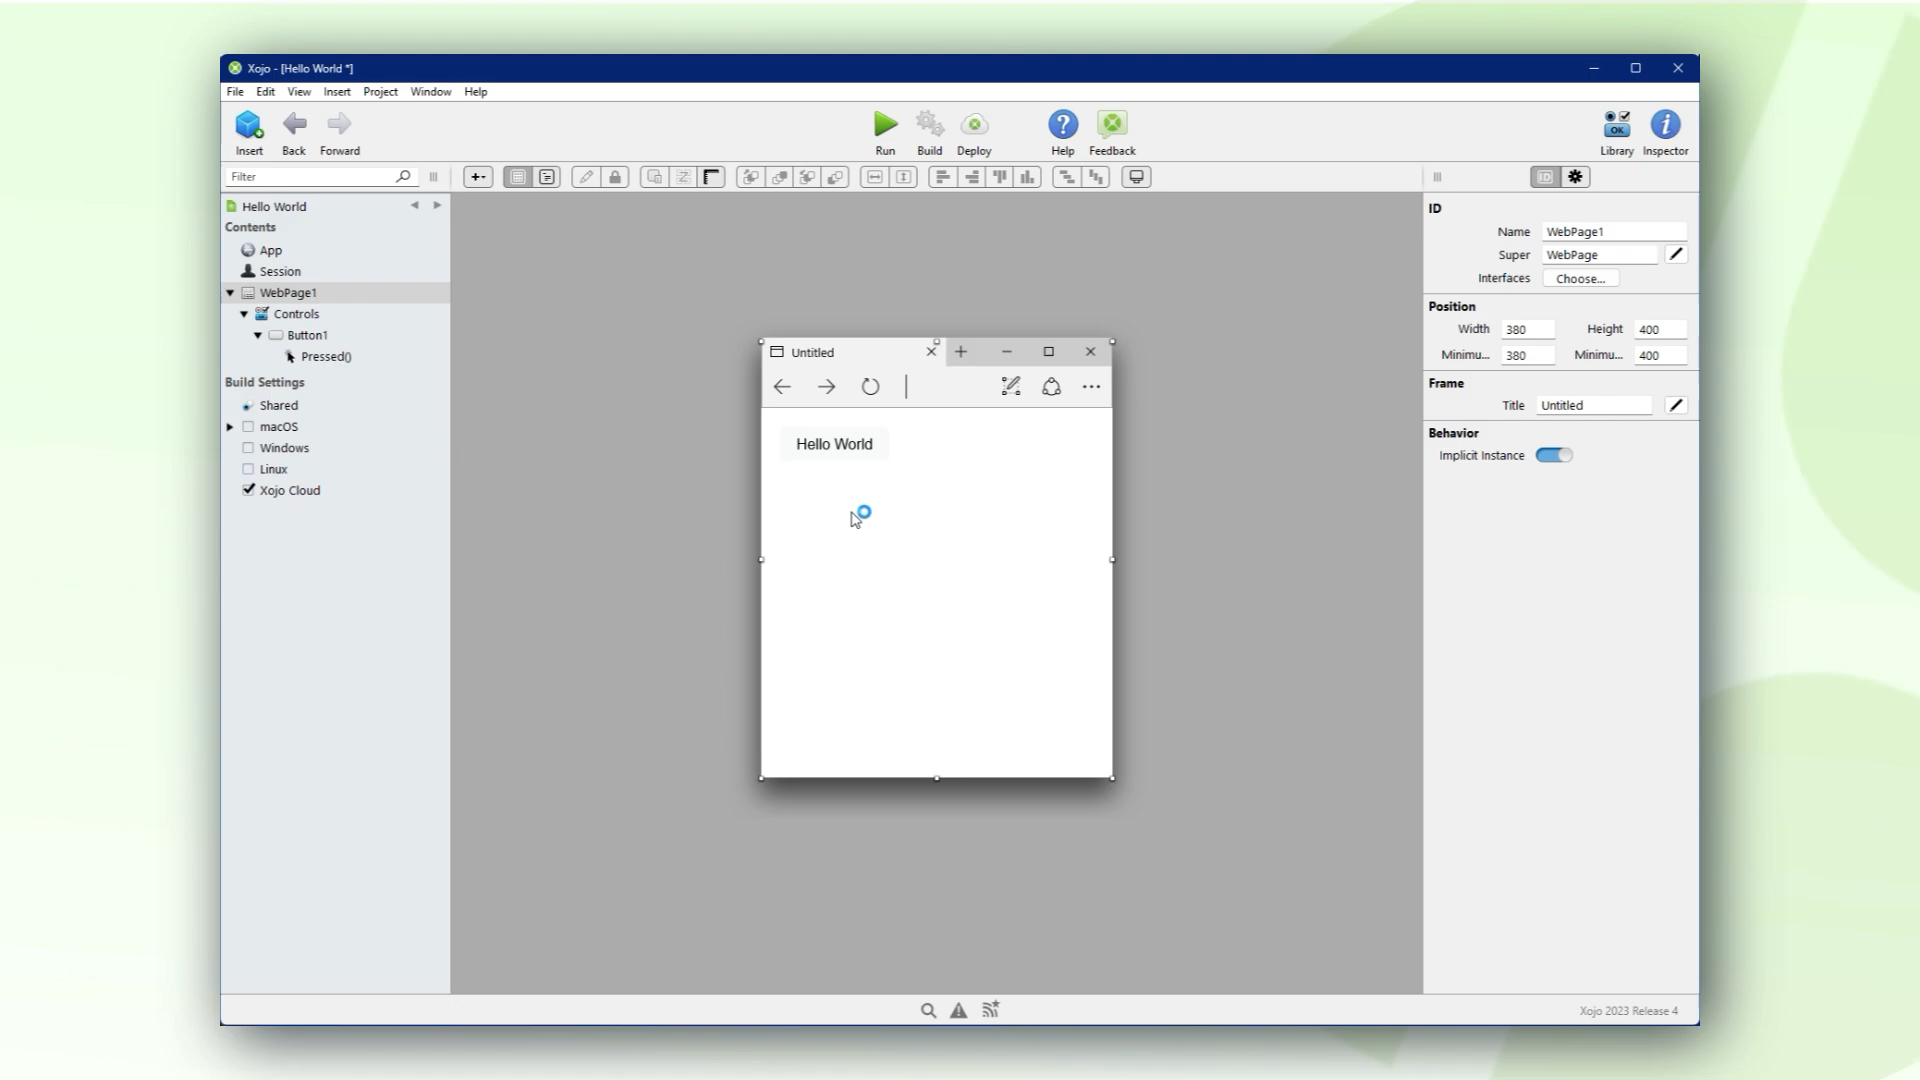 Xojo - [Hello World *]
File Edit View Insert Project Window Help
Insert Back Forward Run Build Deploy Help Feedback Library Inspector
OK
Filter
ID
Hello World
Contents
App
Session
WebPage1
Controls
Button1
Pressed()
Build Settings
Shared
macOS
Windows
Linux
Xojo Cloud
Untitled
Hello World
ID
Name WebPage1
Super WebPage
Interfaces Choose...
Position
Width 380 Height 400
Minimu... 380 Minimu... 400
Frame
Title Untitled
Behavior
Implicit Instance
Xojo 2023 Release 4